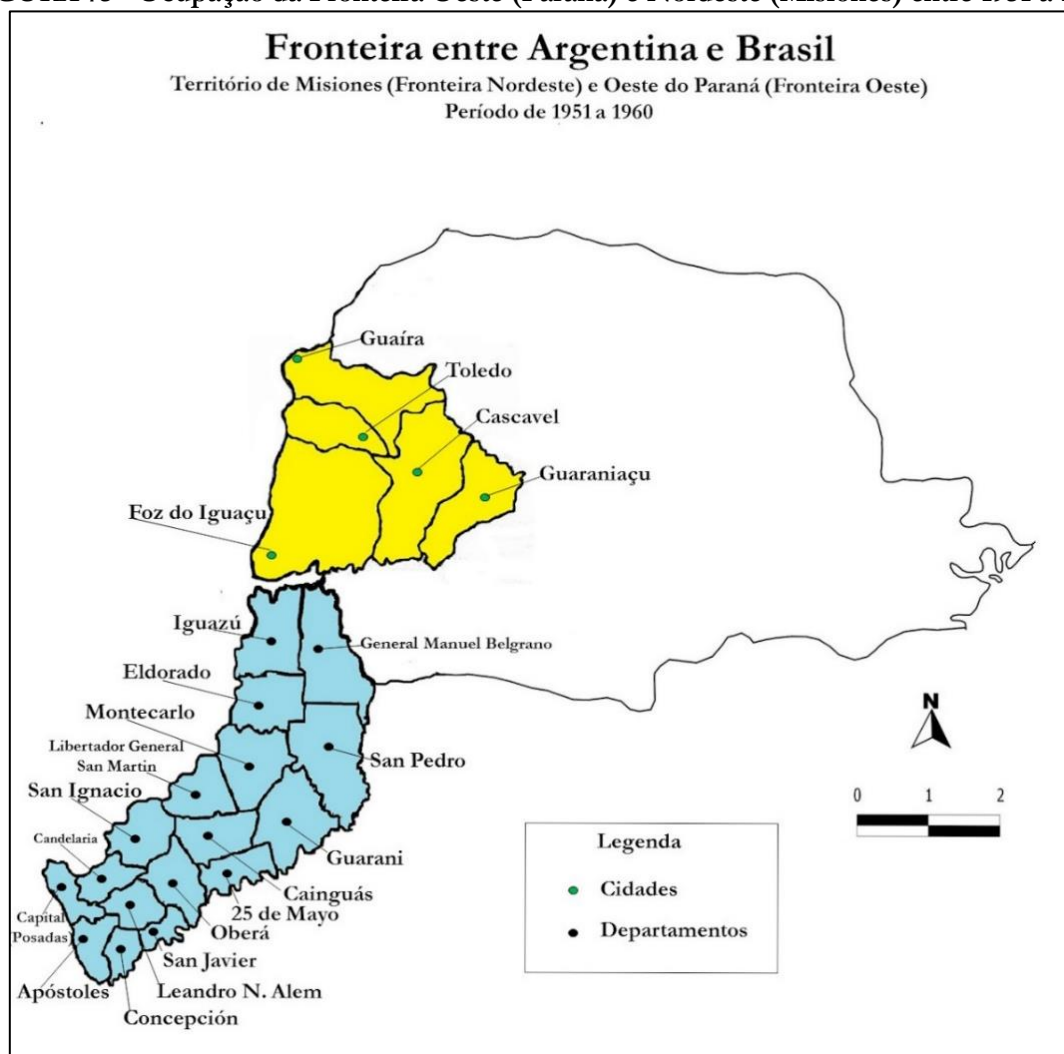 Fronteira entre Argentina e Brasil
Território de Misiones (Fronteira Nordeste) e Oeste do Paraná (Fronteira Oeste)
Período de 1951 a 1960
Guaíra
Toledo
Cascavel
Guaraniaçu
Foz do Iguaçu
Iguazú
General Manuel Belgrano
Eldorado
Montecarlo
Libertador General
San Martin
San Pedro
San Ignacio
Candelaria
Guarani
Cainguás
25 de Mayo
Capital
(Posadas)
Oberá
San Javier
Apóstoles
Leandro N. Alem
Concepción
N
0 1 2
Legenda
Cidades
Departamentos